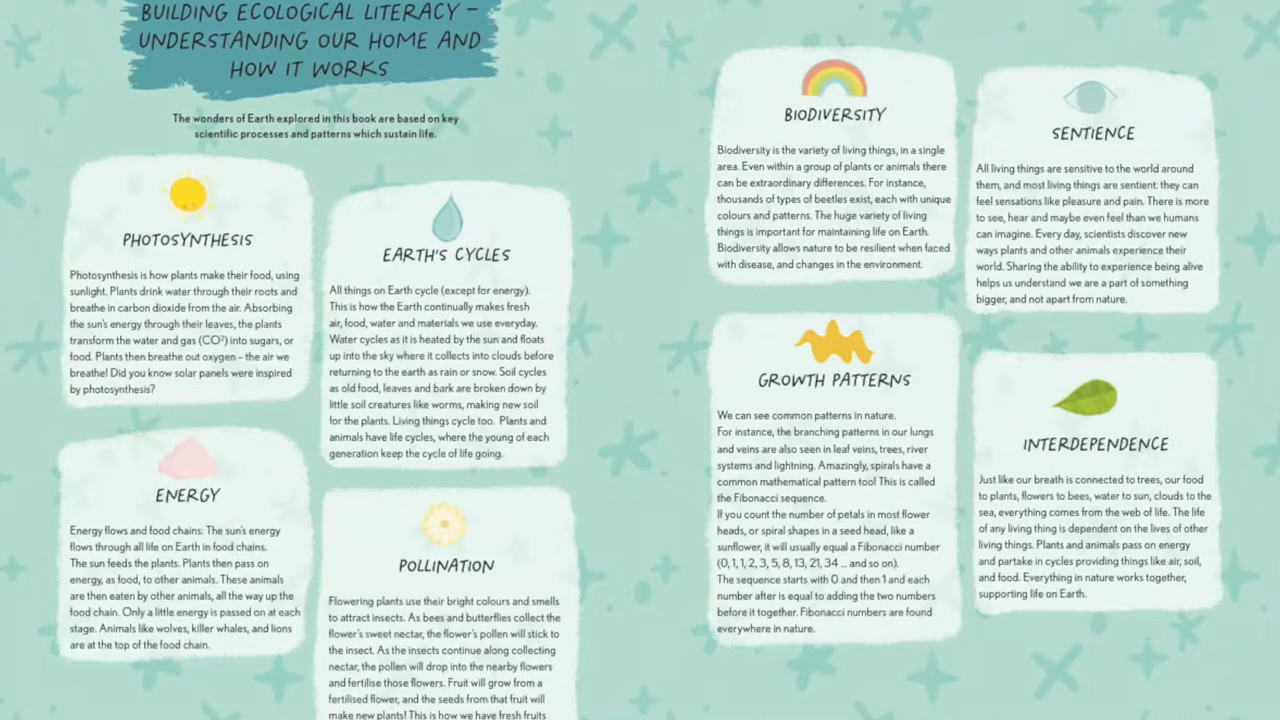 BUILDING ECOLOGICAL LITERACY –
UNDERSTANDING OUR HOME AND
HOW IT WORKS
The wonders of Earth explored in this book are based on key
scientific processes and patterns which sustain life.
PHOTOSYNTHESIS
Photosynthesis is how plants make their food, using
sunlight. Plants drink water through their roots and
breathe in carbon dioxide from the air. Absorbing
the sun's energy through their leaves, the plants
transform the water and gas (CO²) into sugars, or
food. Plants then breathe out oxygen – the air we
breathe! Did you know solar panels were inspired
by photosynthesis?
ENERGY
Energy flows and food chains: The sun's energy
flows through all life on Earth in food chains.
The sun feeds the plants. Plants then pass on
energy, as food, to other animals. These animals
are then eaten by other animals, all the way up the
food chain. Only a little energy is passed on at each
stage. Animals like wolves, killer whales, and lions
are at the top of the food chain.
EARTH'S CYCLES
All things on Earth cycle (except for energy).
This is how the Earth continually makes fresh
air, food, water and materials we use everyday.
Water cycles as it is heated by the sun and floats
up into the sky where it collects into clouds before
returning to the earth as rain or snow. Soil cycles
as old food, leaves and bark are broken down by
little soil creatures like worms, making new soil
for the plants. Living things cycle too. Plants and
animals have life cycles, where the young of each
generation keep the cycle of life going.
POLLINATION
Flowering plants use their bright colours and smells
to attract insects. As bees and butterflies collect the
flower's sweet nectar, the flower's pollen will stick to
the insect. As the insects continue along collecting
nectar, the pollen will drop into the nearby flowers
and fertilise those flowers. Fruit will grow from a
fertilised flower, and the seeds from that fruit will
make new plants! This is how we have fresh fruits
BIODIVERSITY
Biodiversity is the variety of living things, in a single
area. Even within a group of plants or animals there
can be extraordinary differences. For instance,
thousands of types of beetles exist, each with unique
colours and patterns. The huge variety of living
things is important for maintaining life on Earth.
Biodiversity allows nature to be resilient when faced
with disease, and changes in the environment.
GROWTH PATTERNS
We can see common patterns in nature.
For instance, the branching patterns in our lungs
and veins are also seen in leaf veins, trees, river
systems and lightning. Amazingly, spirals have a
common mathematical pattern too! This is called
the Fibonacci sequence.
If you count the number of petals in most flower
heads, or spiral shapes in a seed head, like a
sunflower, it will usually equal a Fibonacci number
(0, 1, 1, 2, 3, 5, 8, 13, 21, 34 ... and so on).
The sequence starts with 0 and then 1 and each
number after is equal to adding the two numbers
before it together. Fibonacci numbers are found
everywhere in nature.
SENTIENCE
All living things are sensitive to the world around
them, and most living things are sentient: they can
feel sensations like pleasure and pain. There is more
to see, hear and maybe even feel than we humans
can imagine. Every day, scientists discover new
ways plants and other animals experience their
world. Sharing the ability to experience being alive
helps us understand we are a part of something
bigger, and not apart from nature.
INTERDEPENDENCE
Just like our breath is connected to trees, our food
to plants, flowers to bees, water to sun, clouds to the
sea, everything comes from the web of life. The life
of any living thing is dependent on the lives of other
living things. Plants and animals pass on energy
and partake in cycles providing things like air, soil,
and food. Everything in nature works together,
supporting life on Earth.